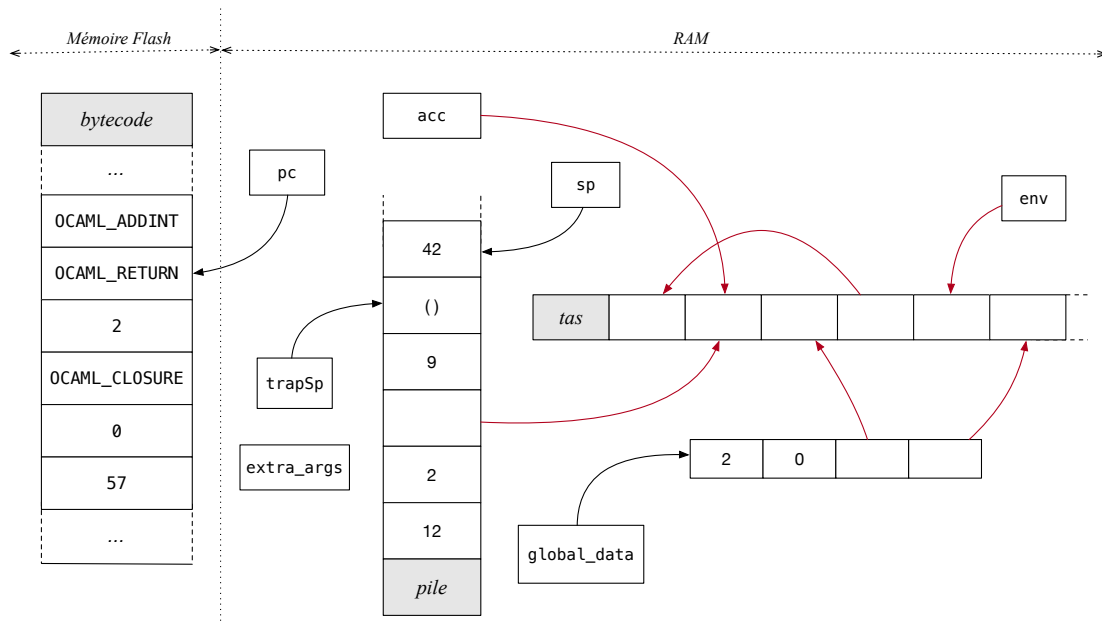 Mémoire Flash
RAM
bytecode
...
OCAML_ADDINT
OCAML_RETURN
2
OCAML_CLOSURE
0
57
...
pc
acc
sp
env
42
()
9
2
12
pile
trapSp
extra_args
tas
2 0
global_data